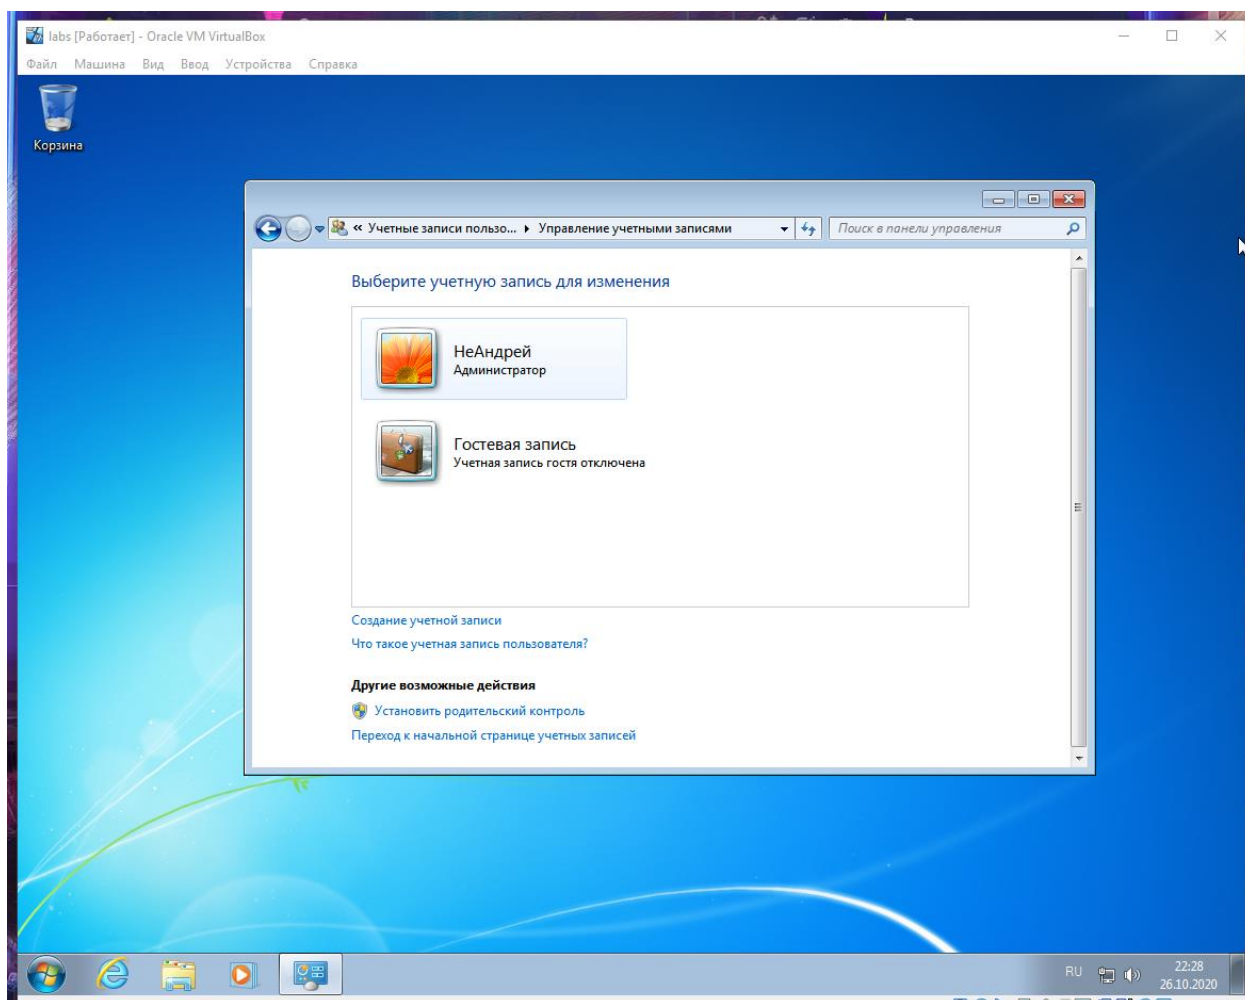 labs [Работает] - Oracle VM VirtualBox
Файл Машина Вид Ввод Устройства Справка
Корзина
« Учетные записи пользо... Управление учетными записями
Поиск в панели управления
Выберите учетную запись для изменения
НеАндрей
Администратор
Гостевая запись
Учетная запись гостя отключена
Создание учетной записи
Что такое учетная запись пользователя?
Другие возможные действия
Установить родительский контроль
Переход к начальной странице учетных записей
RU
22:28
26.10.2020